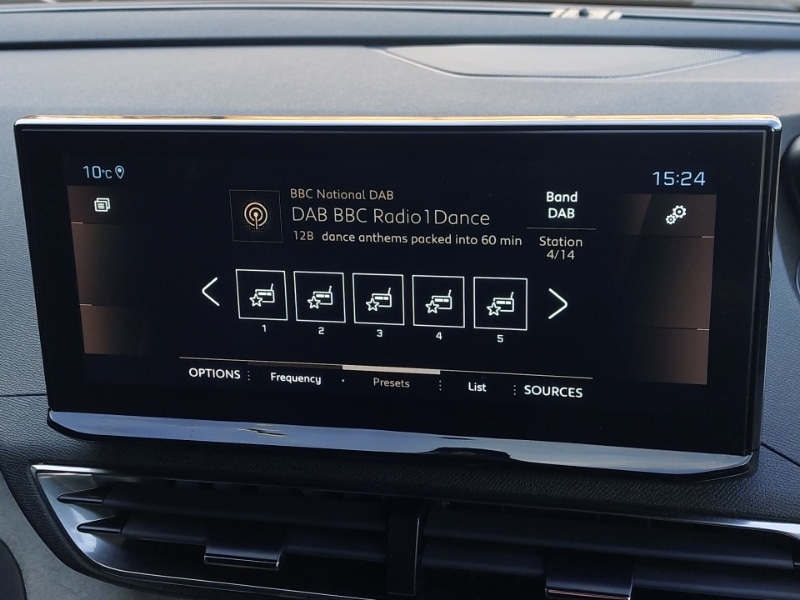 10°C
15:24
BBC National DAB
DAB BBC Radio1Dance
12B dance anthems packed into 60 min
Band
DAB
Station
4/14
1 2 3 4 5
OPTIONS Frequency Presets List SOURCES